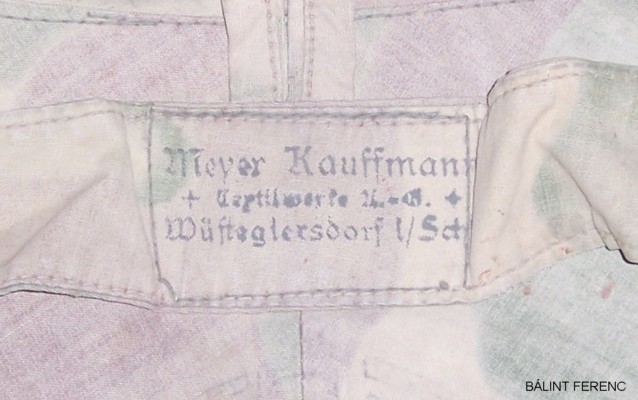 Meyer Kauffmann
+ Textilwerke A.-G. +
Wüstegiersdorf i/Sch
BÁLINT FERENC